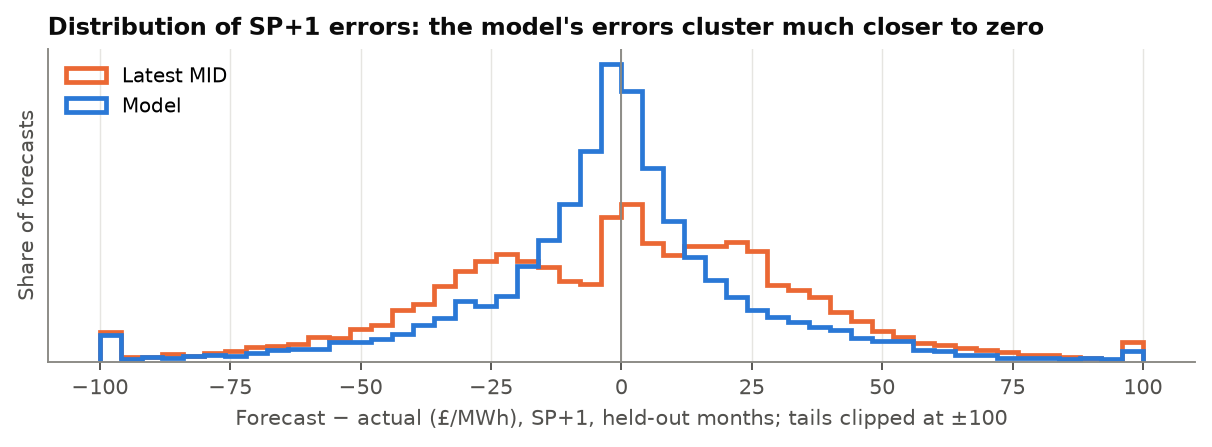 Distribution of SP+1 errors: the model's errors cluster much closer to zero
Latest MID
Model
Share of forecasts
−100
−75
−50
−25
0
25
50
75
100
Forecast − actual (£/MWh), SP+1, held-out months; tails clipped at ±100